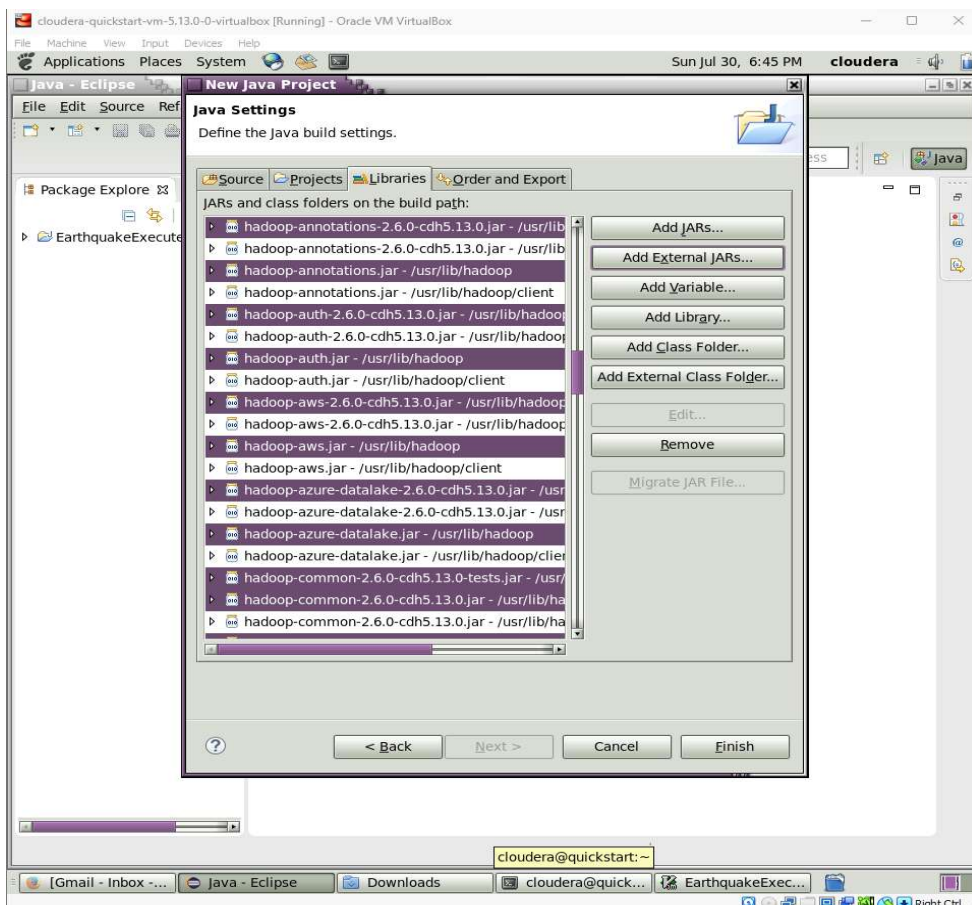 cloudera-quickstart-vm-5.13.0-0-virtualbox [Running] - Oracle VM VirtualBox
File Machine View Input Devices Help
Applications Places System Sun Jul 30, 6:45 PM cloudera
Java - Eclipse New Java Project
File Edit Source Ref
Java Settings
Define the Java build settings.
ess
Java
Package Explore
EarthquakeExecute
Source Projects Libraries Order and Export
JARs and class folders on the build path:
hadoop-annotations-2.6.0-cdh5.13.0.jar - /usr/lib
hadoop-annotations-2.6.0-cdh5.13.0.jar - /usr/lib
hadoop-annotations.jar - /usr/lib/hadoop
hadoop-annotations.jar - /usr/lib/hadoop/client
hadoop-auth-2.6.0-cdh5.13.0.jar - /usr/lib/hadoop
hadoop-auth-2.6.0-cdh5.13.0.jar - /usr/lib/hadoop
hadoop-auth.jar - /usr/lib/hadoop
hadoop-auth.jar - /usr/lib/hadoop/client
hadoop-aws-2.6.0-cdh5.13.0.jar - /usr/lib/hadoop
hadoop-aws-2.6.0-cdh5.13.0.jar - /usr/lib/hadoop
hadoop-aws.jar - /usr/lib/hadoop
hadoop-aws.jar - /usr/lib/hadoop/client
hadoop-azure-datalake-2.6.0-cdh5.13.0.jar - /usr
hadoop-azure-datalake-2.6.0-cdh5.13.0.jar - /usr
hadoop-azure-datalake.jar - /usr/lib/hadoop
hadoop-azure-datalake.jar - /usr/lib/hadoop/clier
hadoop-common-2.6.0-cdh5.13.0-tests.jar - /usr/
hadoop-common-2.6.0-cdh5.13.0.jar - /usr/lib/ha
hadoop-common-2.6.0-cdh5.13.0.jar - /usr/lib/ha
Add JARs...
Add External JARs...
Add Variable...
Add Library...
Add Class Folder...
Add External Class Folder...
Edit...
Remove
Migrate JAR File...
< Back Next > Cancel Finish
cloudera@quickstart:~
[Gmail - Inbox -... Java - Eclipse Downloads cloudera@quick... EarthquakeExec...
Right Ctrl